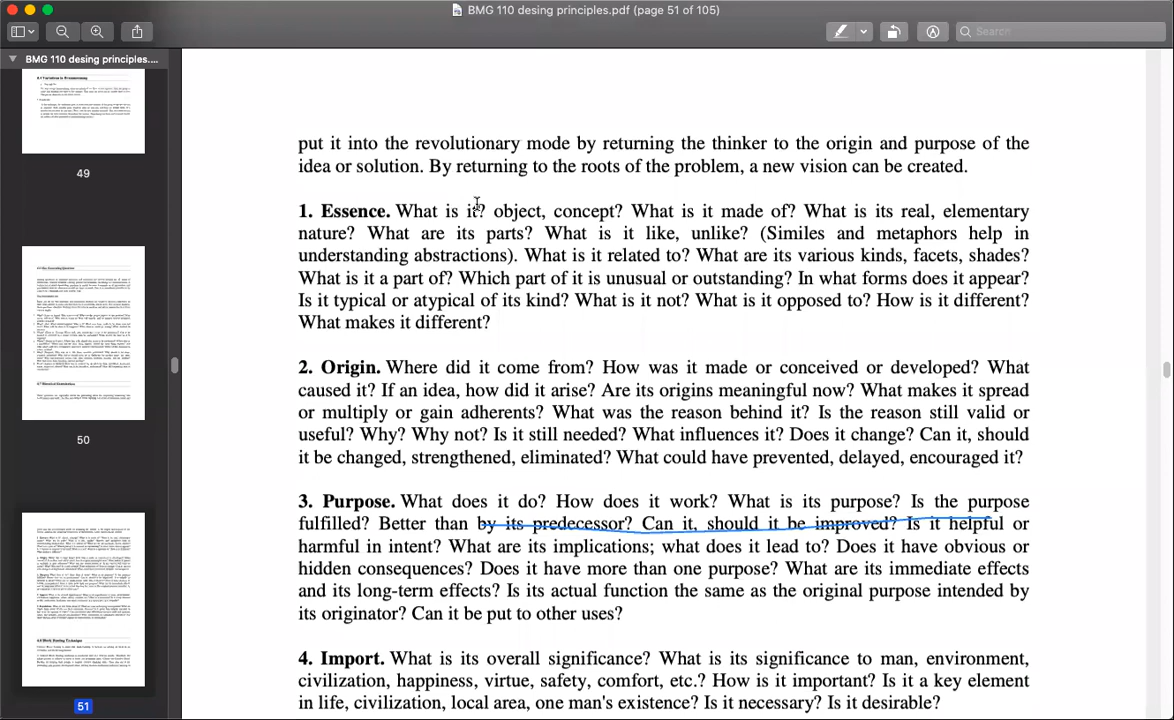 BMG 110 desing principles.pdf (page 51 of 105)
Search
BMG 110 desing principles....
49
50
51
put it into the revolutionary mode by returning the thinker to the origin and purpose of the
idea or solution. By returning to the roots of the problem, a new vision can be created.
1. Essence. What is it? object, concept? What is it made of? What is its real, elementary
nature? What are its parts? What is it like, unlike? (Similes and metaphors help in
understanding abstractions). What is it related to? What are its various kinds, facets, shades?
What is it a part of? Which part of it is unusual or outstanding? In what forms does it appear?
Is it typical or atypical of its kind? What is it not? What is it opposed to? How is it different?
What makes it different?
2. Origin. Where did it come from? How was it made or conceived or developed? What
caused it? If an idea, how did it arise? Are its origins meaningful now? What makes it spread
or multiply or gain adherents? What was the reason behind it? Is the reason still valid or
useful? Why? Why not? Is it still needed? What influences it? Does it change? Can it, should
it be changed, strengthened, eliminated? What could have prevented, delayed, encouraged it?
3. Purpose. What does it do? How does it work? What is its purpose? Is the purpose
fulfilled? Better than by its predecessor? Can it, should it be improved? Is it helpful or
harmful in intent? What are its implications; what does it lead to? Does it have obvious or
hidden consequences? Does it have more than one purpose? What are its immediate effects
and its long-term effects? Is its actual function the same as the original purpose intended by
its originator? Can it be put to other uses?
4. Import. What is its overall significance? What is its significance to man, environment,
civilization, happiness, virtue, safety, comfort, etc.? How is it important? Is it a key element
in life, civilization, local area, one man's existence? Is it necessary? Is it desirable?